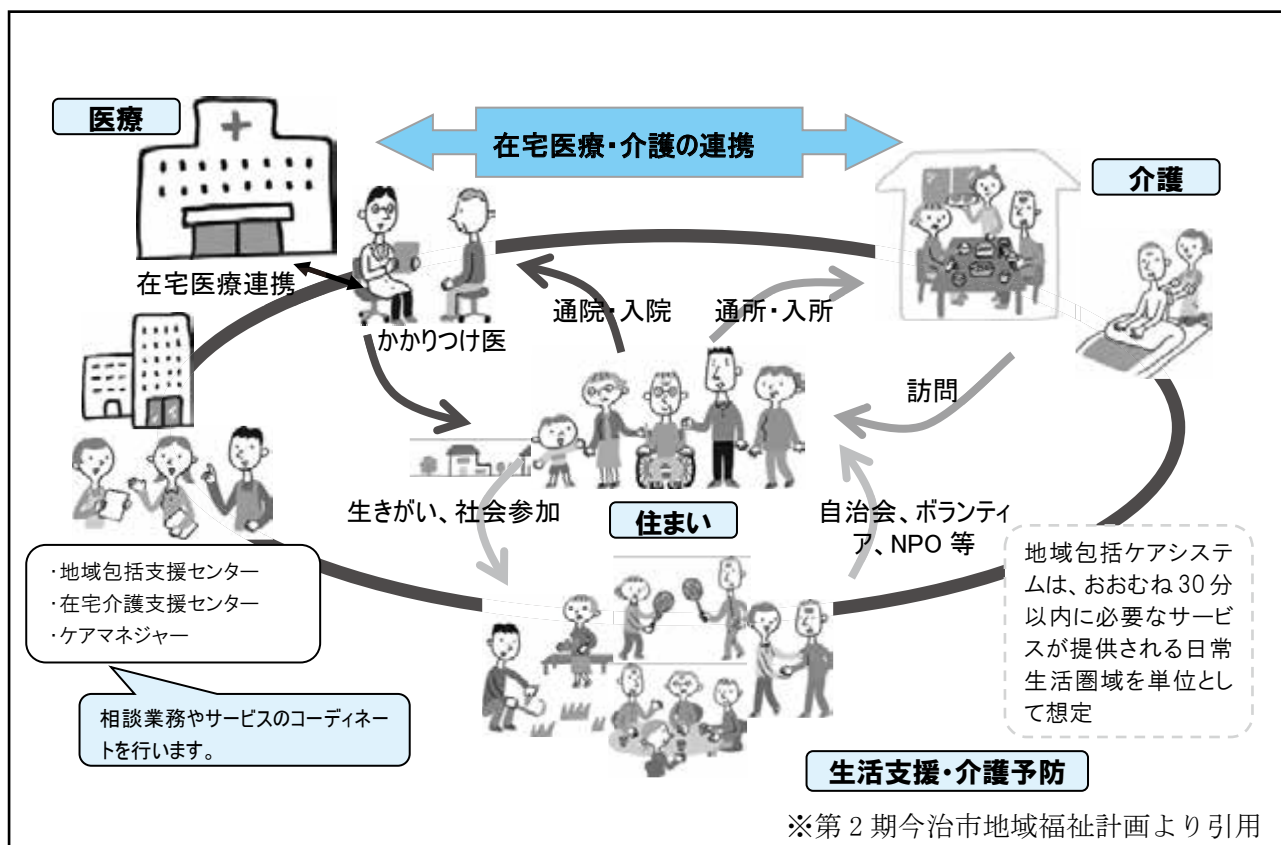 医療
在宅医療・介護の連携
介護
在宅医療連携
かかりつけ医
通院・入院
通所・入所
訪問
生きがい、社会参加
住まい
自治会、ボランティ
ア、NPO 等
・地域包括支援センター
・在宅介護支援センター
・ケアマネジャー
相談業務やサービスのコーディネー
トを行います。
地域包括ケアシステ
ムは、おおむね 30 分
以内に必要なサービ
スが提供される日常
生活圏域を単位とし
て想定
生活支援・介護予防
※第 2 期今治市地域福祉計画より引用